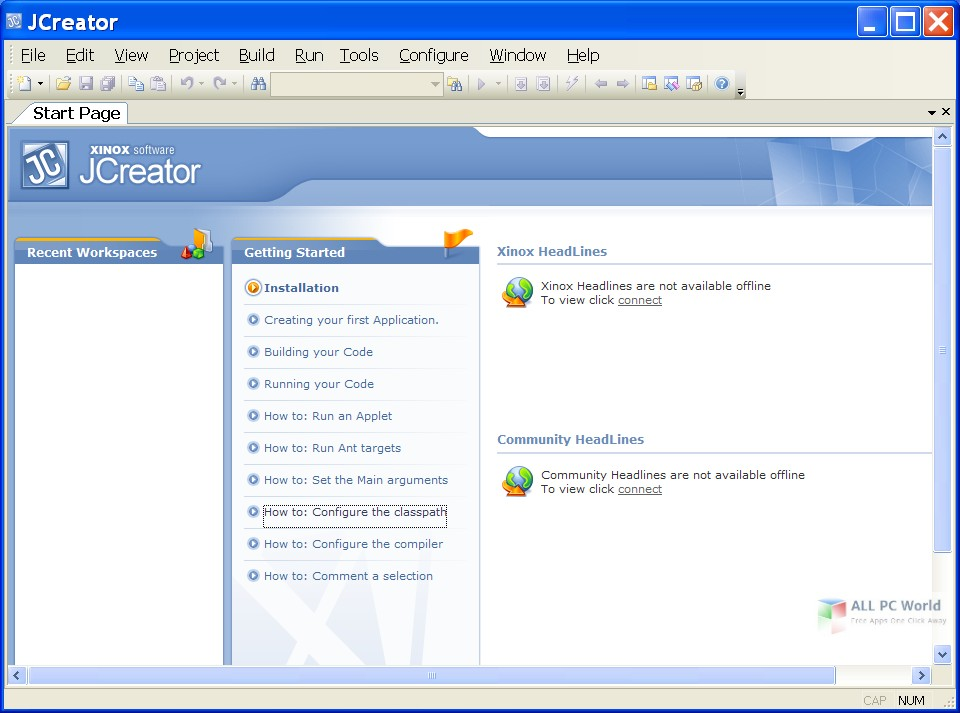 JCreator
File Edit View Project Build Run Tools Configure Window Help
Start Page
JC XINOX software
JCreator
Recent Workspaces
Getting Started
Installation
Creating your first Application.
Building your Code
Running your Code
How to: Run an Applet
How to: Run Ant targets
How to: Set the Main arguments
How to: Configure the classpath
How to: Configure the compiler
How to: Comment a selection
Xinox HeadLines
Xinox Headlines are not available offline
To view click connect
Community HeadLines
Community Headlines are not available offline
To view click connect
ALL PC World
Free Apps One Click Away
CAP NUM